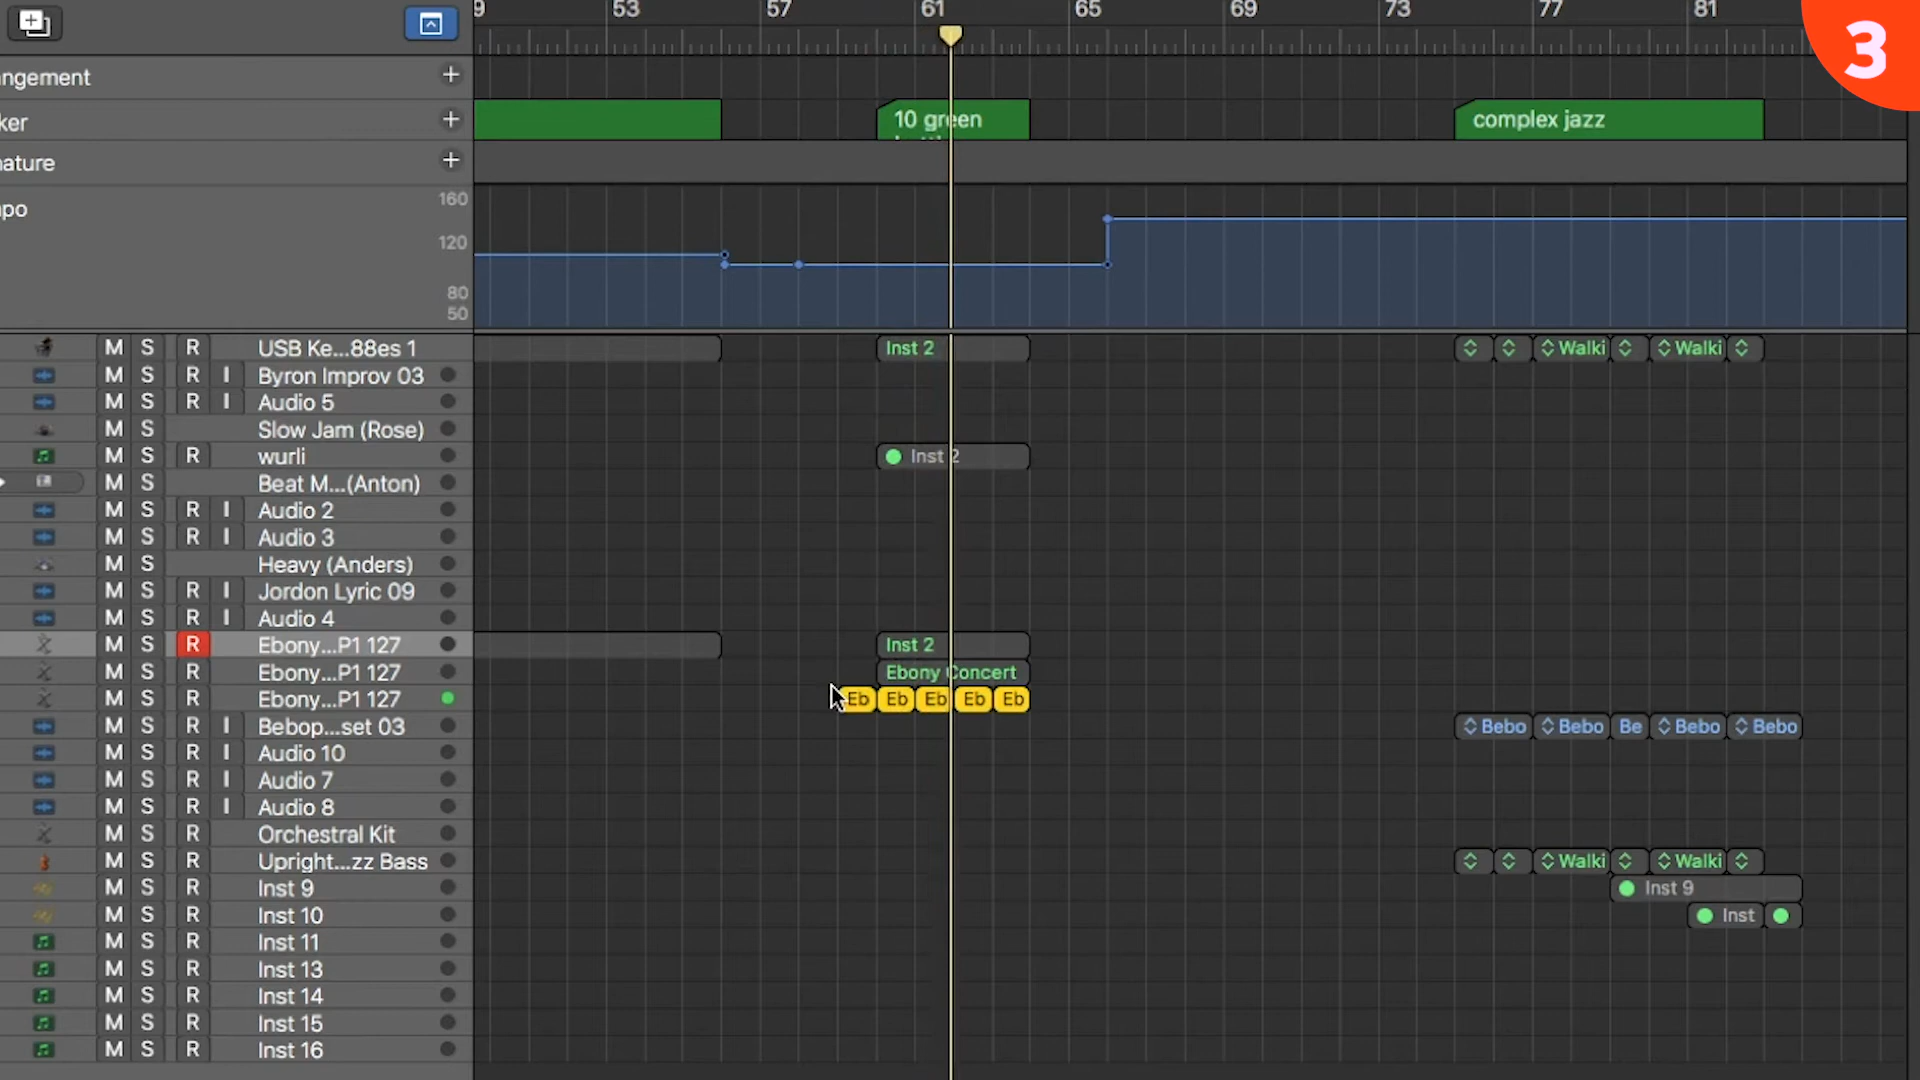 9 53 57 61 65 69 73 77 81
3
ngement +
ker + 10 green complex jazz
ature +
po
160
120
80
50
M S R USB Ke...88es 1 Inst 2 Walki Walki
M S R I Byron Improv 03
M S R I Audio 5
M S Slow Jam (Rose)
M S R wurli Inst 2
M S Beat M...(Anton)
M S R I Audio 2
M S R I Audio 3
M S Heavy (Anders)
M S R I Jordon Lyric 09
M S R I Audio 4
M S R Ebony...P1 127 Inst 2
M S R Ebony...P1 127 Ebony Concert
M S R Ebony...P1 127 Eb Eb Eb Eb Eb
M S R I Bebop...set 03 Bebo Bebo Be Bebo Bebo
M S R I Audio 10
M S R I Audio 7
M S R I Audio 8
M S R Orchestral Kit
M S R Upright...zz Bass Walki Walki
M S R Inst 9 Inst 9
M S R Inst 10 Inst
M S R Inst 11
M S R Inst 13
M S R Inst 14
M S R Inst 15
M S R Inst 16